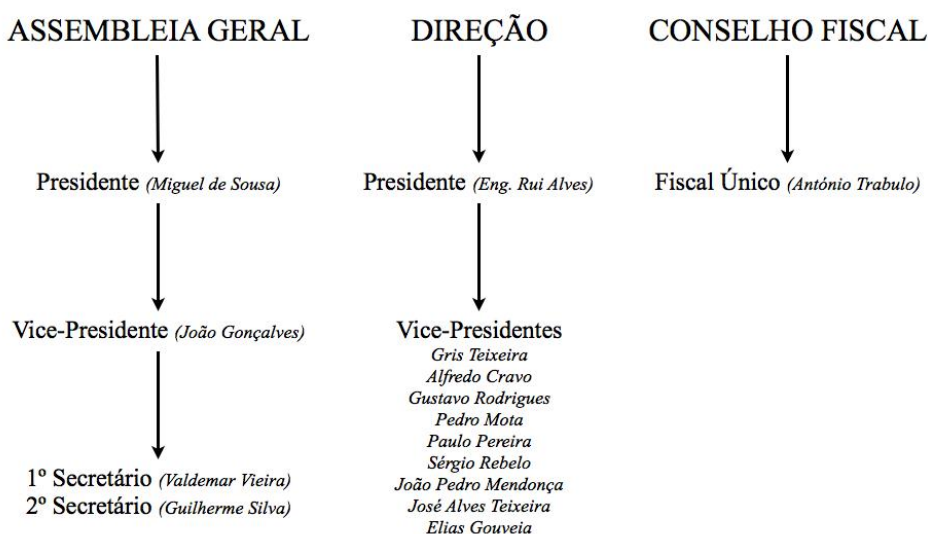 ASSEMBLEIA GERAL
Presidente (Miguel de Sousa)
Vice-Presidente (João Gonçalves)
1º Secretário (Valdemar Vieira)
2º Secretário (Guilherme Silva)
DIREÇÃO
Presidente (Eng. Rui Alves)
Vice-Presidentes
Gris Teixeira
Alfredo Cravo
Gustavo Rodrigues
Pedro Mota
Paulo Pereira
Sérgio Rebelo
João Pedro Mendonça
José Alves Teixeira
Elias Gouveia
CONSELHO FISCAL
Fiscal Único (António Trabulo)